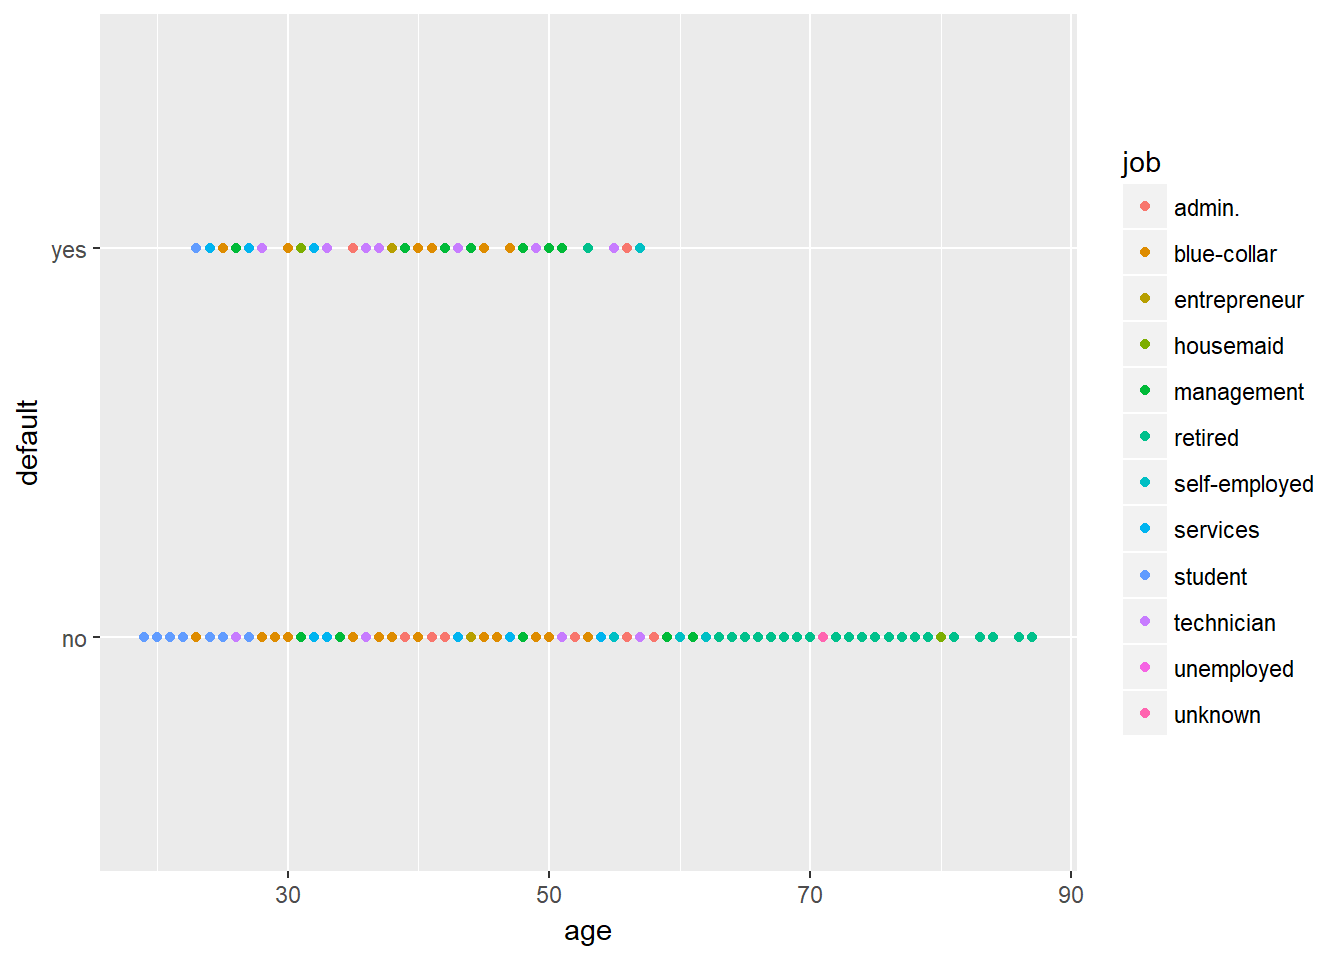 yes
no
default
30
50
70
90
age
job
admin.
blue-collar
entrepreneur
housemaid
management
retired
self-employed
services
student
technician
unemployed
unknown